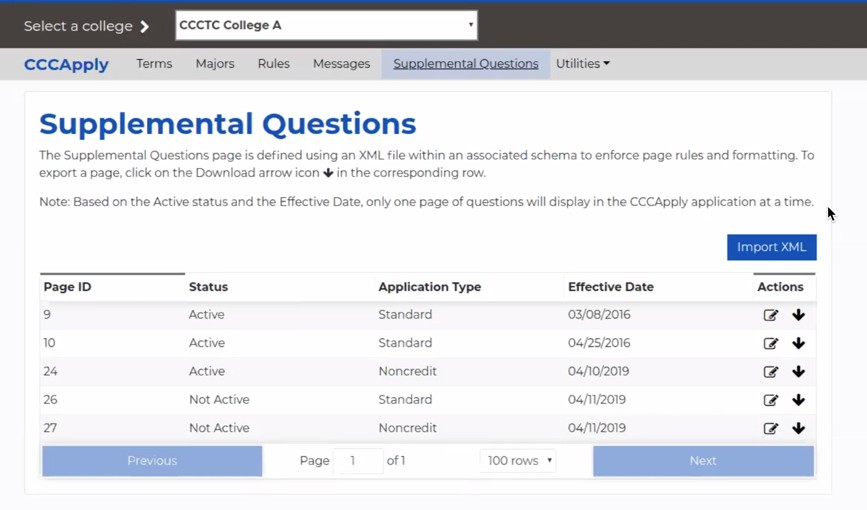 Select a college
CCCTC College A
CCCApply Terms Majors Rules Messages Supplemental Questions Utilities
Supplemental Questions
The Supplemental Questions page is defined using an XML file within an associated schema to enforce page rules and formatting. To
export a page, click on the Download arrow icon in the corresponding row.
Note: Based on the Active status and the Effective Date, only one page of questions will display in the CCCApply application at a time.
Import XML
Page ID Status Application Type Effective Date Actions
9 Active Standard 03/08/2016
10 Active Standard 04/25/2016
24 Active Noncredit 04/10/2019
26 Not Active Standard 04/11/2019
27 Not Active Noncredit 04/11/2019
Previous Page 1 of 1 100 rows Next